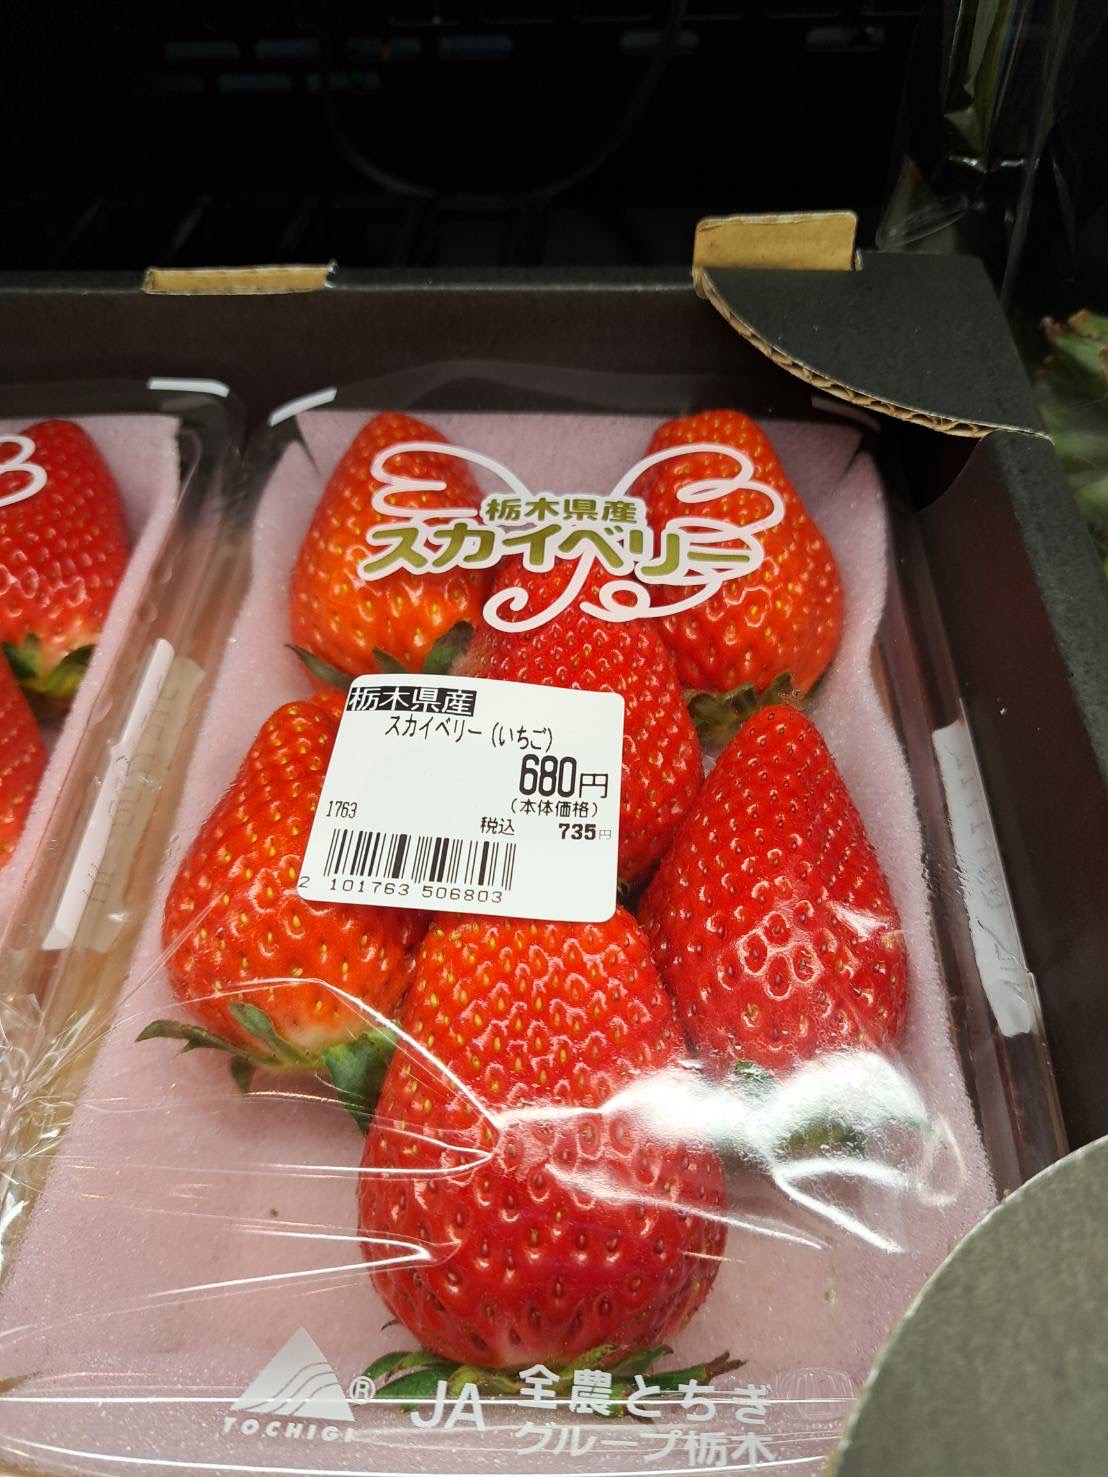 栃木県産
スカイベリー
栃木県産
スカイベリー (いちご)
680円
(本体価格)
1763
税込 735円
2 101763 506803
TOCHIGI
®
JA 全農とちぎ
グループ栃木